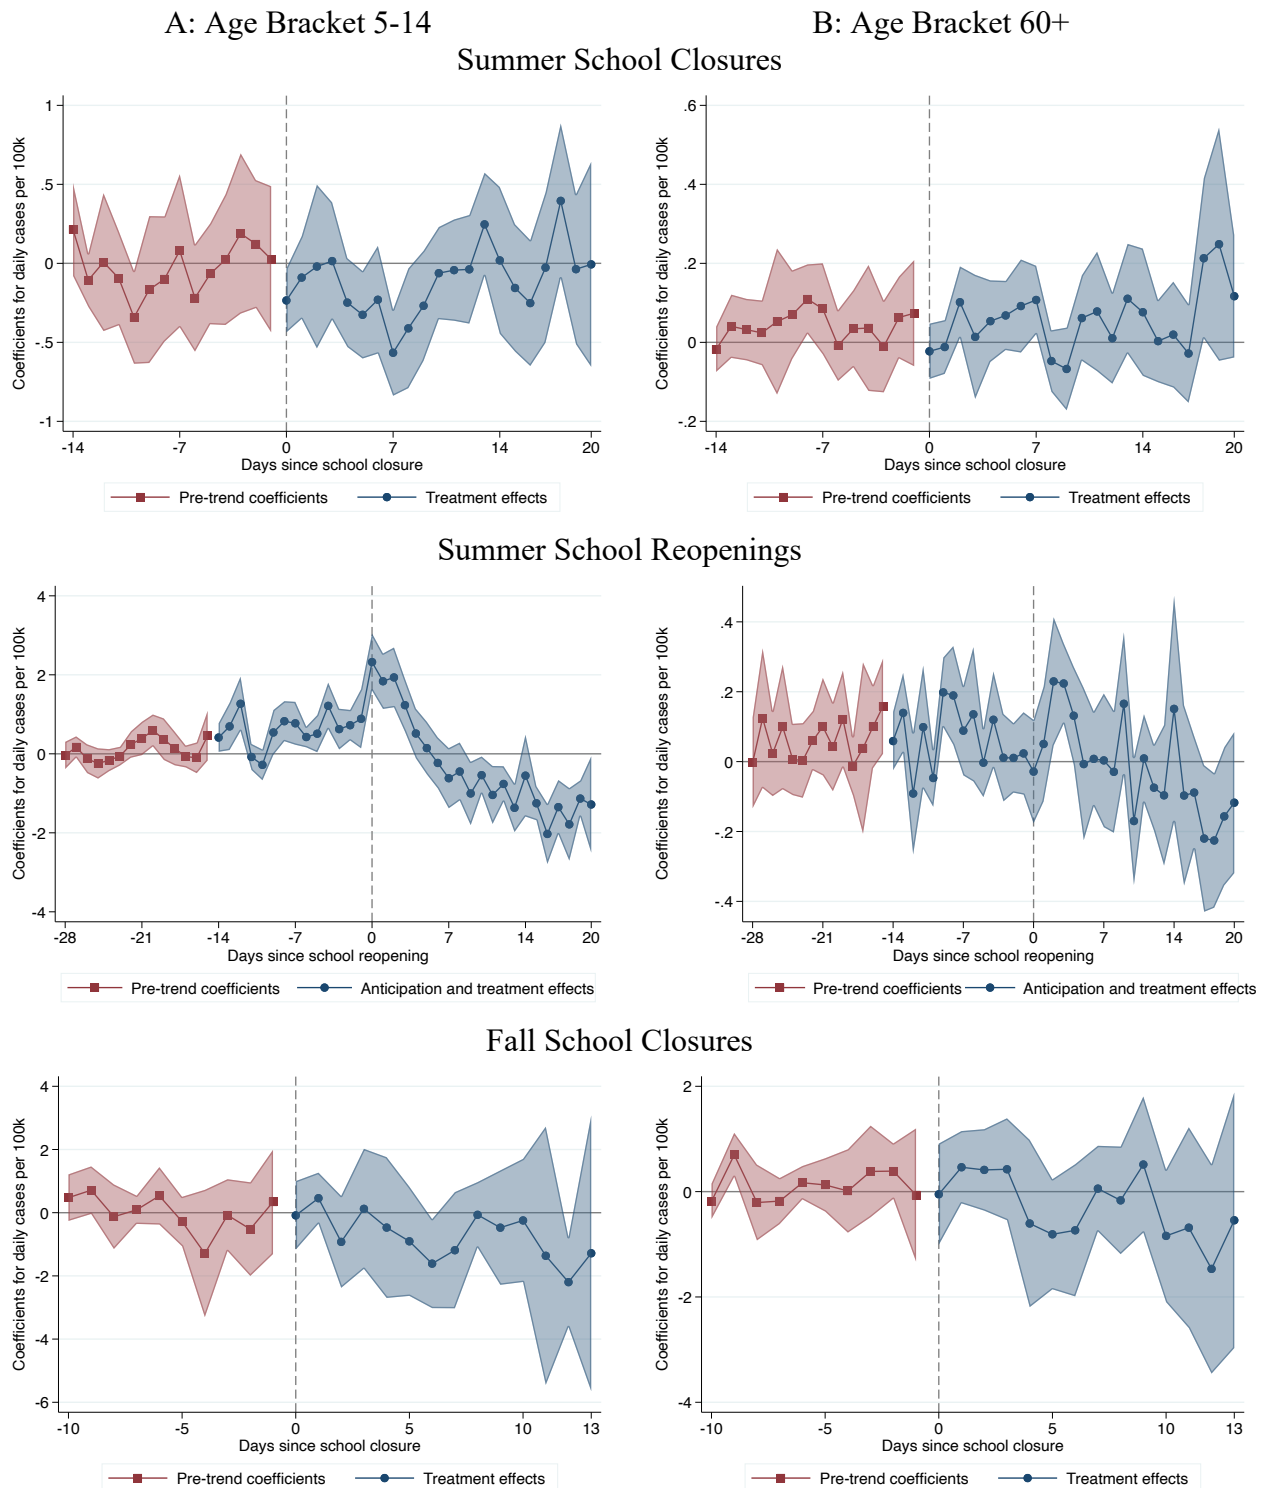 A: Age Bracket 5-14
B: Age Bracket 60+
Summer School Closures
Coefficients for daily cases per 100k
1
.5
0
-.5
-1
-14 -7 0 7 14 20
Days since school closure
Pre-trend coefficients Treatment effects
Coefficients for daily cases per 100k
.6
.4
.2
0
-.2
-14 -7 0 7 14 20
Days since school closure
Pre-trend coefficients Treatment effects
Summer School Reopenings
Coefficients for daily cases per 100k
4
2
0
-2
-4
-28 -21 -14 -7 0 7 14 20
Days since school reopening
Pre-trend coefficients Anticipation and treatment effects
Coefficients for daily cases per 100k
.4
.2
0
-.2
-.4
-28 -21 -14 -7 0 7 14 20
Days since school reopening
Pre-trend coefficients Anticipation and treatment effects
Fall School Closures
Coefficients for daily cases per 100k
4
2
0
-2
-4
-6
-10 -5 0 5 10 13
Days since school closure
Pre-trend coefficients Treatment effects
Coefficients for daily cases per 100k
2
0
-2
-4
-10 -5 0 5 10 13
Days since school closure
Pre-trend coefficients Treatment effects